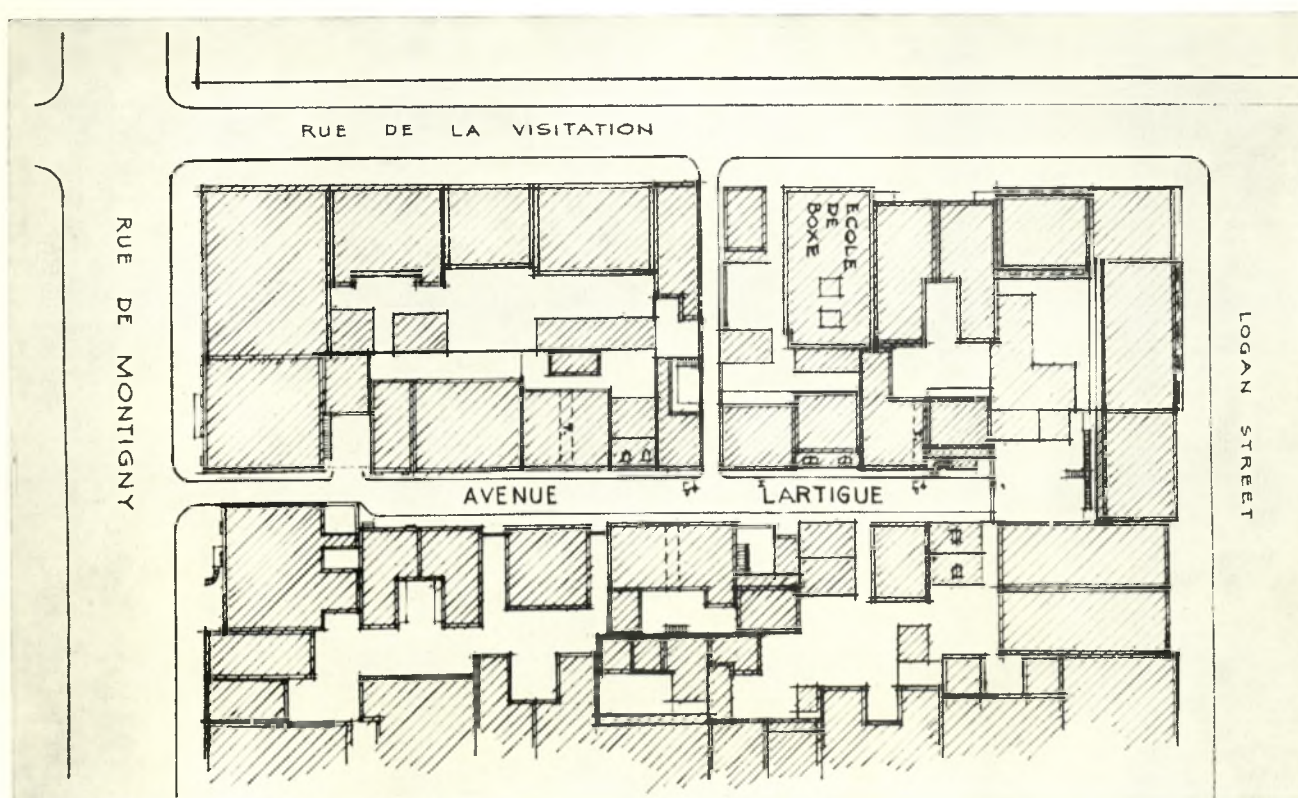 RUE DE LA VISITATION
RUE DE MONTIGNY
ECOLE
DE
BOXE
LOGAN STREET
AVENUE LARTIGUE